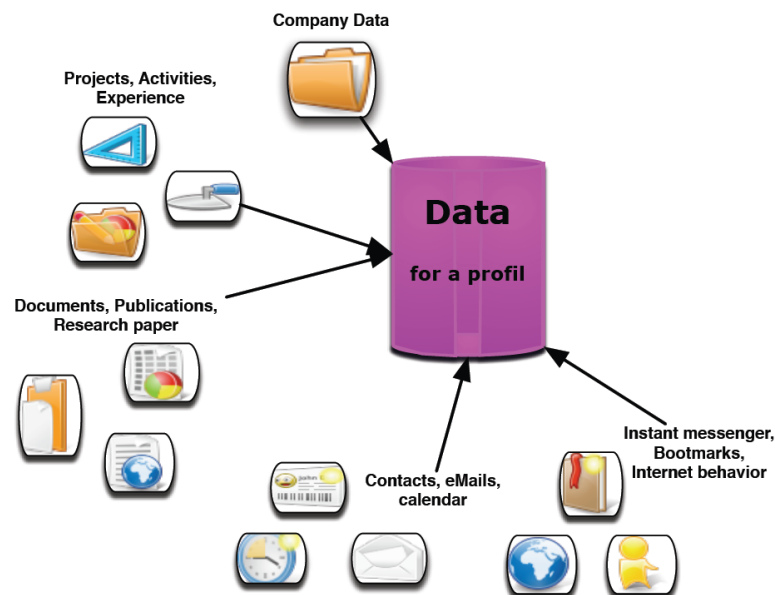 Company Data
Projects, Activities,
Experience
Data
for a profil
Documents, Publications,
Research paper
Contacts, eMails,
calendar
Instant messenger,
Bootmarks,
Internet behavior